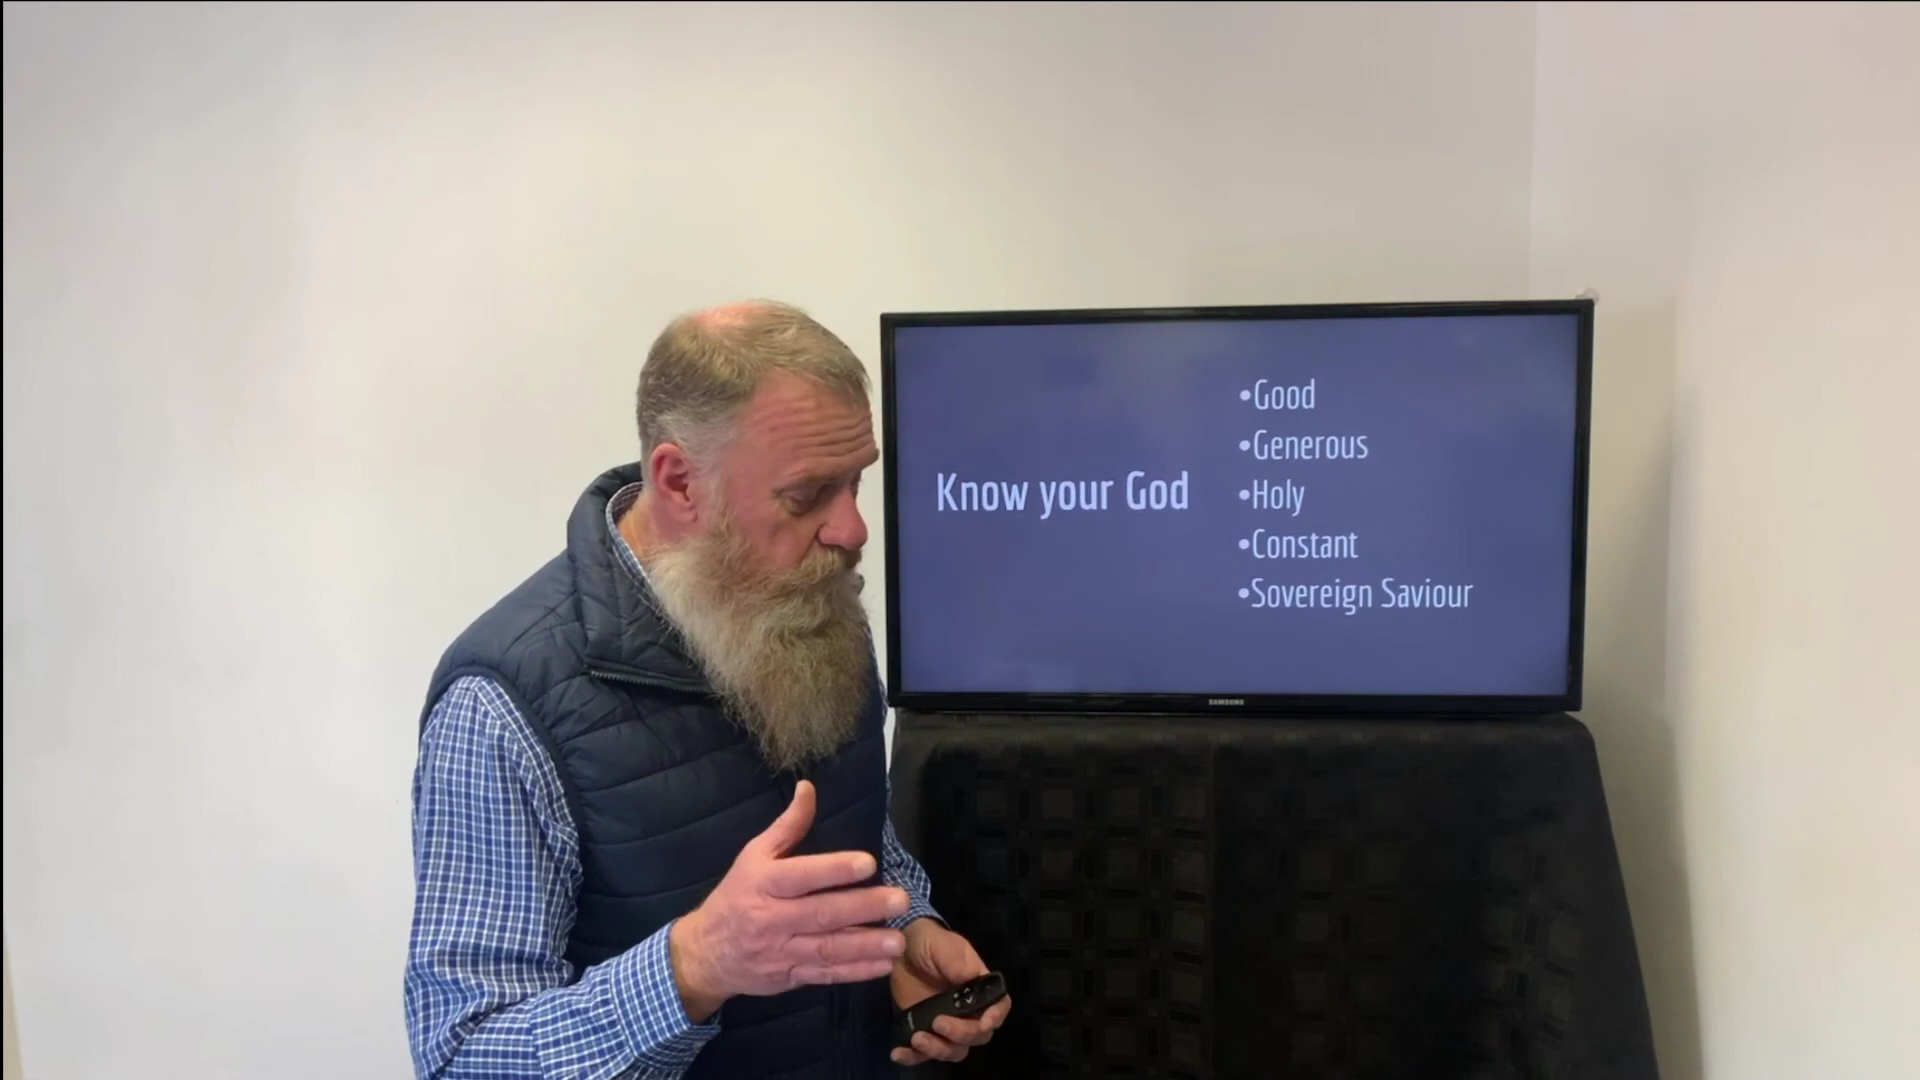 Know your God
•Good
•Generous
•Holy
•Constant
•Sovereign Saviour
SAMSUNG